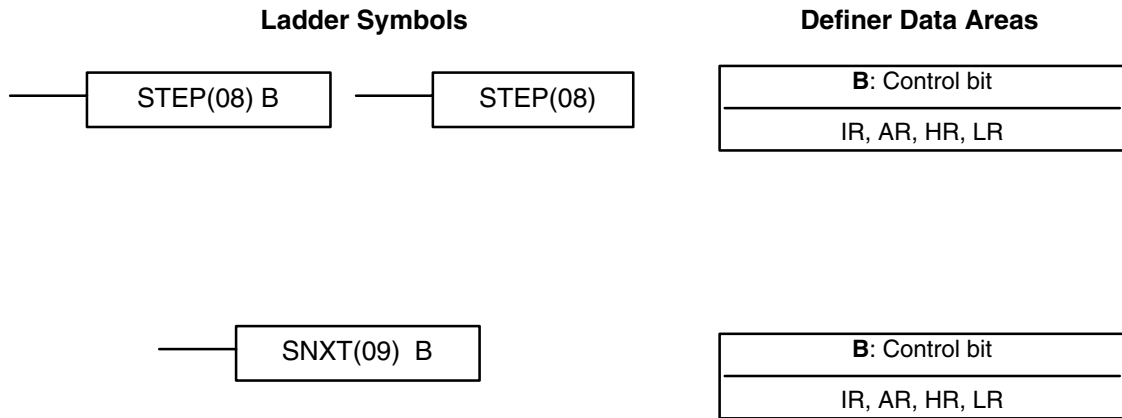 Ladder Symbols
Definer Data Areas
STEP(08) B
STEP(08)
B: Control bit
IR, AR, HR, LR
SNXT(09) B
B: Control bit
IR, AR, HR, LR